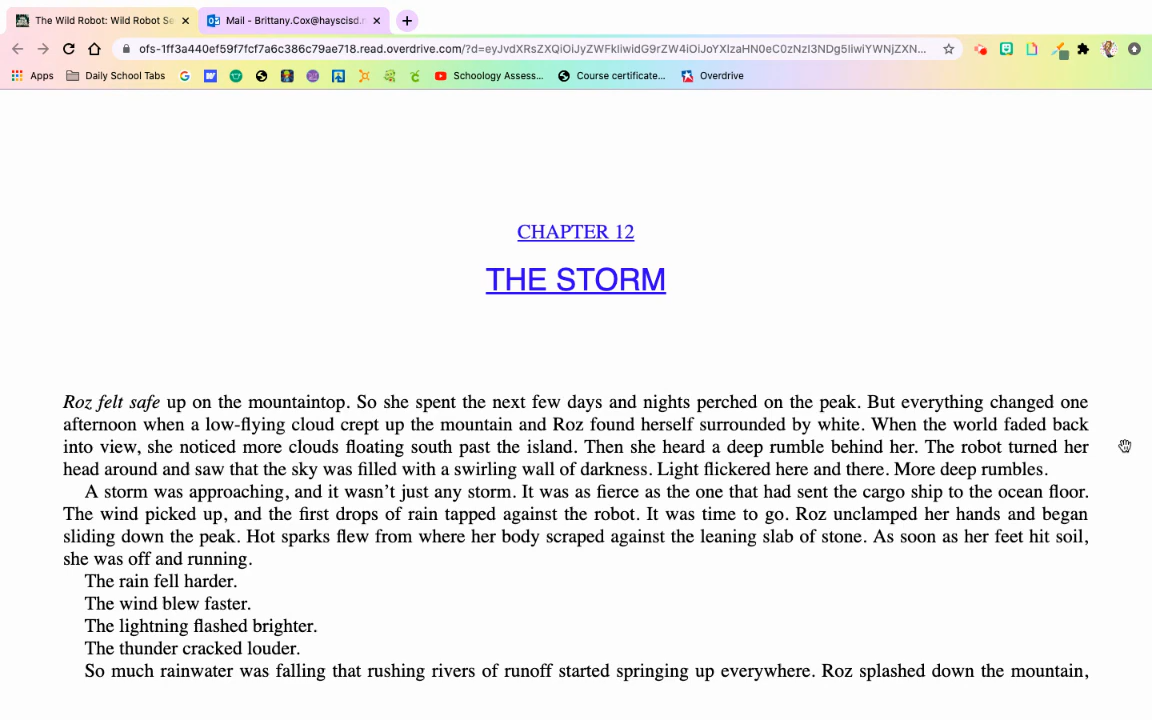 The Wild Robot: Wild Robot Se
Mail - Brittany.Cox@hayscisd.n
ofs-1ff3a440ef59f7fcf7a6c386c79ae718.read.overdrive.com/?d=eyJvdXRsZXQiOiJyZWFkIiwidG9rZW4iOiJoYXlzaHN0eC0zNzI3NDg5IiwiYWNjZXN...
Apps
Daily School Tabs
Schoology Assess...
Course certificate...
Overdrive
CHAPTER 12
THE STORM
Roz felt safe up on the mountaintop. So she spent the next few days and nights perched on the peak. But everything changed one
afternoon when a low-flying cloud crept up the mountain and Roz found herself surrounded by white. When the world faded back
into view, she noticed more clouds floating south past the island. Then she heard a deep rumble behind her. The robot turned her
head around and saw that the sky was filled with a swirling wall of darkness. Light flickered here and there. More deep rumbles.
A storm was approaching, and it wasn't just any storm. It was as fierce as the one that had sent the cargo ship to the ocean floor.
The wind picked up, and the first drops of rain tapped against the robot. It was time to go. Roz unclamped her hands and began
sliding down the peak. Hot sparks flew from where her body scraped against the leaning slab of stone. As soon as her feet hit soil,
she was off and running.
The rain fell harder.
The wind blew faster.
The lightning flashed brighter.
The thunder cracked louder.
So much rainwater was falling that rushing rivers of runoff started springing up everywhere. Roz splashed down the mountain,